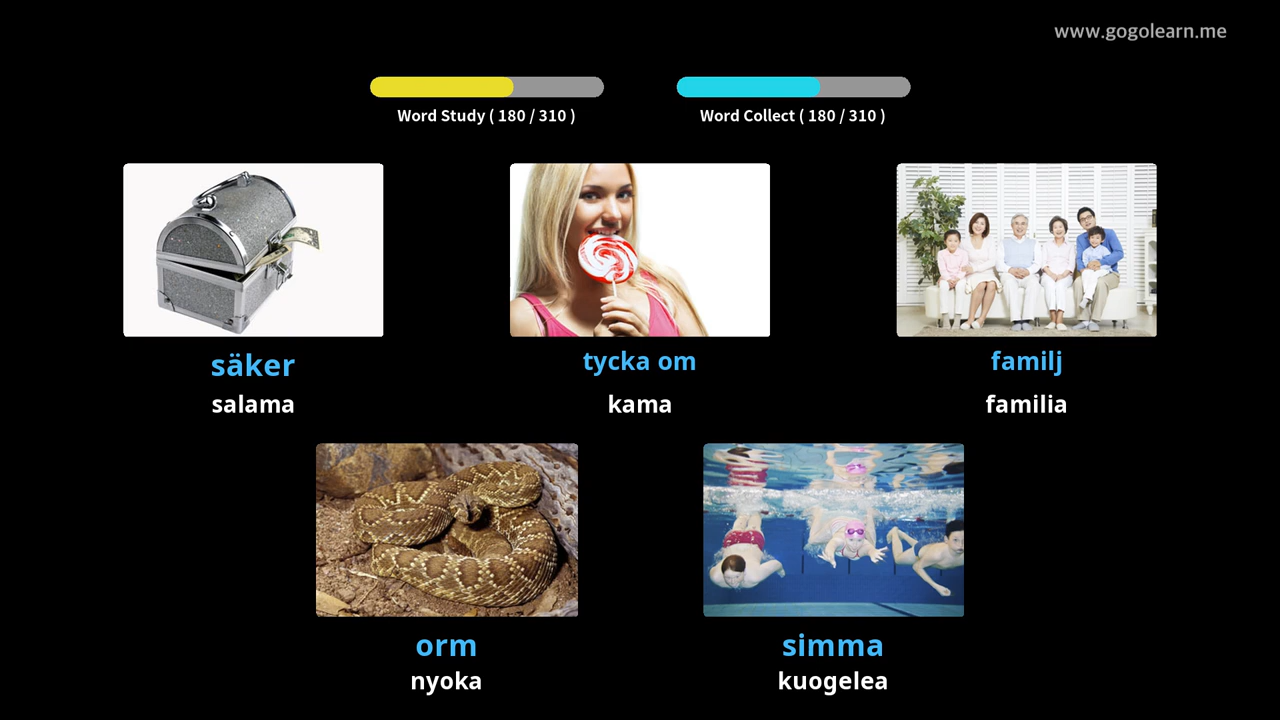 www.gogolearn.me
Word Study ( 180 / 310 )
Word Collect ( 180 / 310 )
säker
salama
tycka om
kama
familj
familia
orm
nyoka
simma
kuogelea